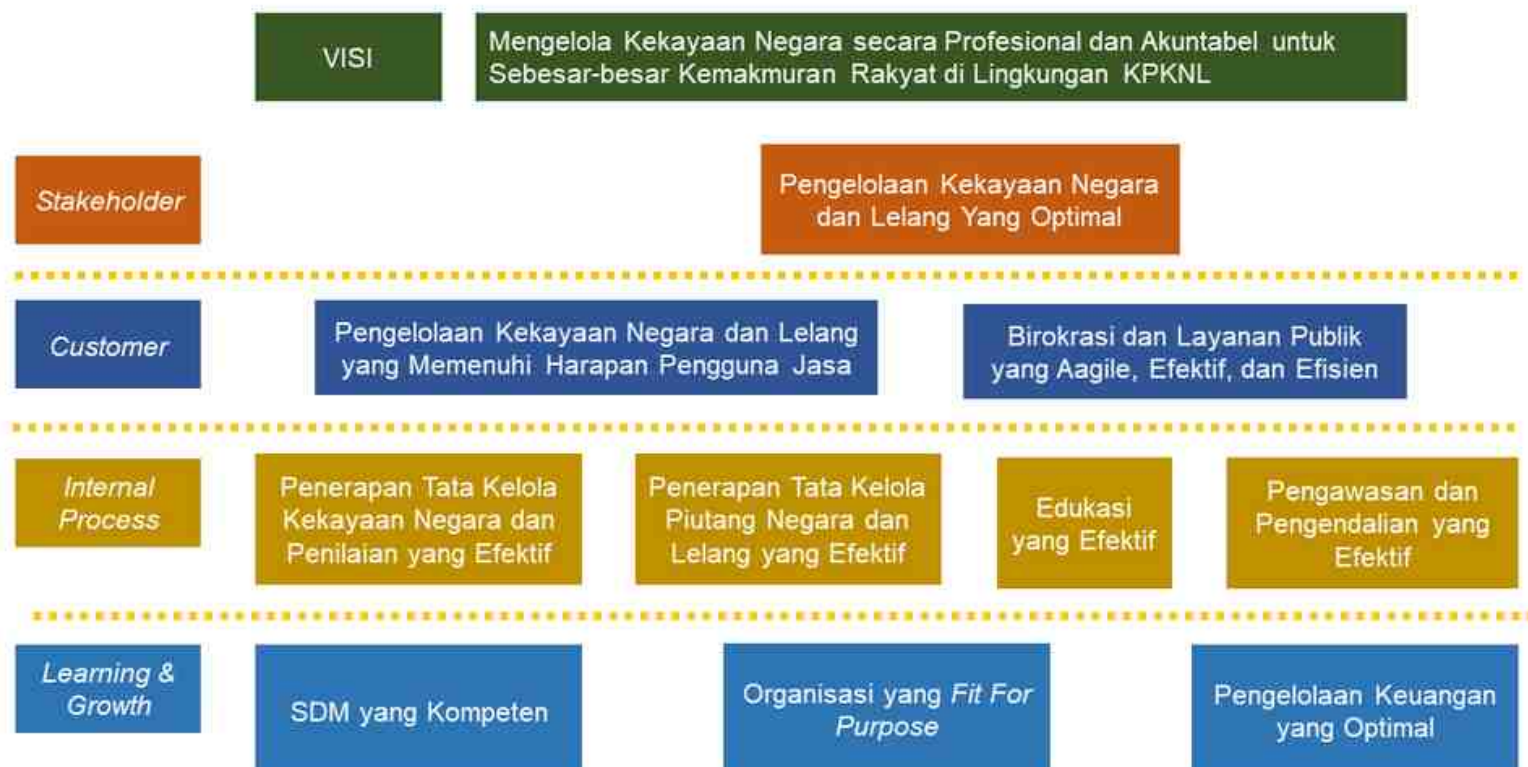 VISI
Mengelola Kekayaan Negara secara Profesional dan Akuntabel untuk
Sebesar-besar Kemakmuran Rakyat di Lingkungan KPKNL
Stakeholder
Pengelolaan Kekayaan Negara
dan Lelang Yang Optimal
Customer
Pengelolaan Kekayaan Negara dan Lelang
yang Memenuhi Harapan Pengguna Jasa
Birokrasi dan Layanan Publik
yang Aagile, Efektif, dan Efisien
Internal
Process
Penerapan Tata Kelola
Kekayaan Negara dan
Penilaian yang Efektif
Penerapan Tata Kelola
Piutang Negara dan
Lelang yang Efektif
Edukasi
yang Efektif
Pengawasan dan
Pengendalian yang
Efektif
Learning &
Growth
SDM yang Kompeten
Organisasi yang Fit For
Purpose
Pengelolaan Keuangan
yang Optimal